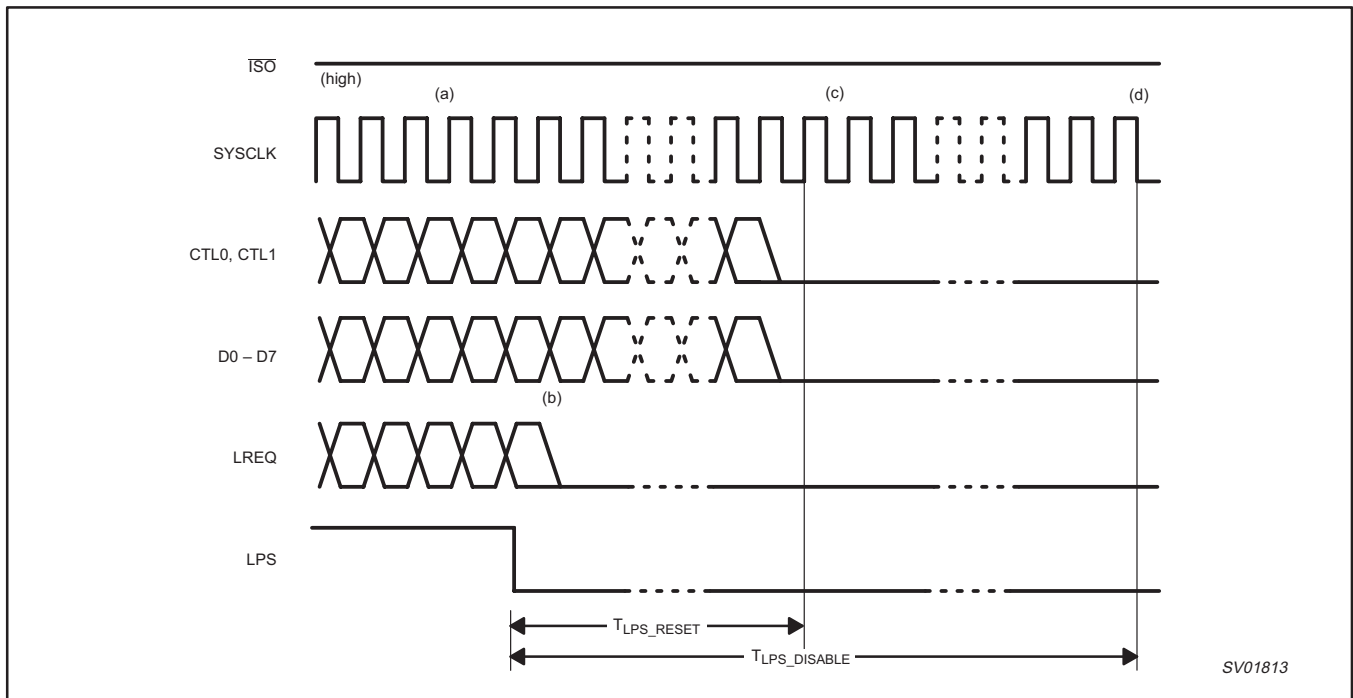 ISO
(high)
(a)
(c)
(d)
SYSCLK
CTL0, CTL1
D0 – D7
(b)
LREQ
LPS
TLPS_RESET
TLPS_DISABLE
SV01813